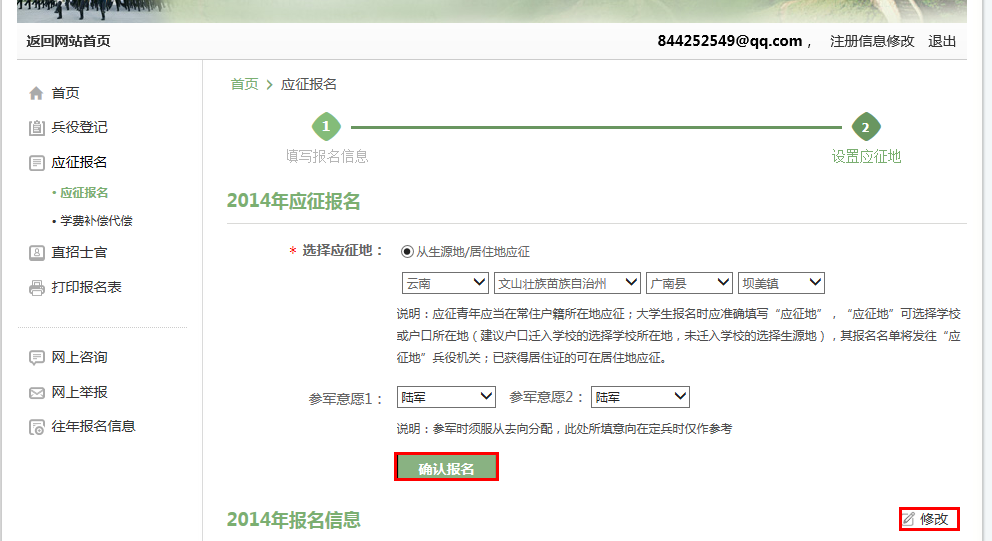 返回网站首页
844252549@qq.com， 注册信息修改 退出
首页
兵役登记
应征报名
• 应征报名
• 学费补偿代偿
直招士官
打印报名表
网上咨询
网上举报
往年报名信息
首页 > 应征报名
1 2
填写报名信息 设置应征地
2014年应征报名
* 选择应征地： 从生源地/居住地应征
云南 文山壮族苗族自治州 广南县 坝美镇
说明：应征青年应当在常住户籍所在地应征；大学生报名时应准确填写“应征地”，“应征地”可选择学校
或户口所在地（建议户口迁入学校的选择学校所在地，未迁入学校的选择生源地），其报名名单将发往“应
征地”兵役机关；已获得居住证的可在居住地应征。
参军意愿1： 陆军 参军意愿2： 陆军
说明：参军时须服从去向分配，此处所填意向在定兵时仅作参考
确认报名
2014年报名信息 修改